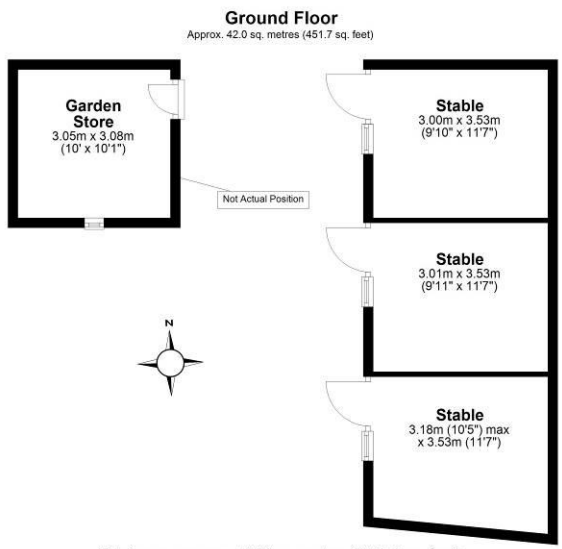 Ground Floor
Approx. 42.0 sq. metres (451.7 sq. feet)
Garden
Store
3.05m x 3.08m
(10' x 10'1")
Stable
3.00m x 3.53m
(9'10" x 11'7")
Not Actual Position
Stable
3.01m x 3.53m
(9'11" x 11'7")
N
Stable
3.18m (10'5") max
x 3.53m (11'7")